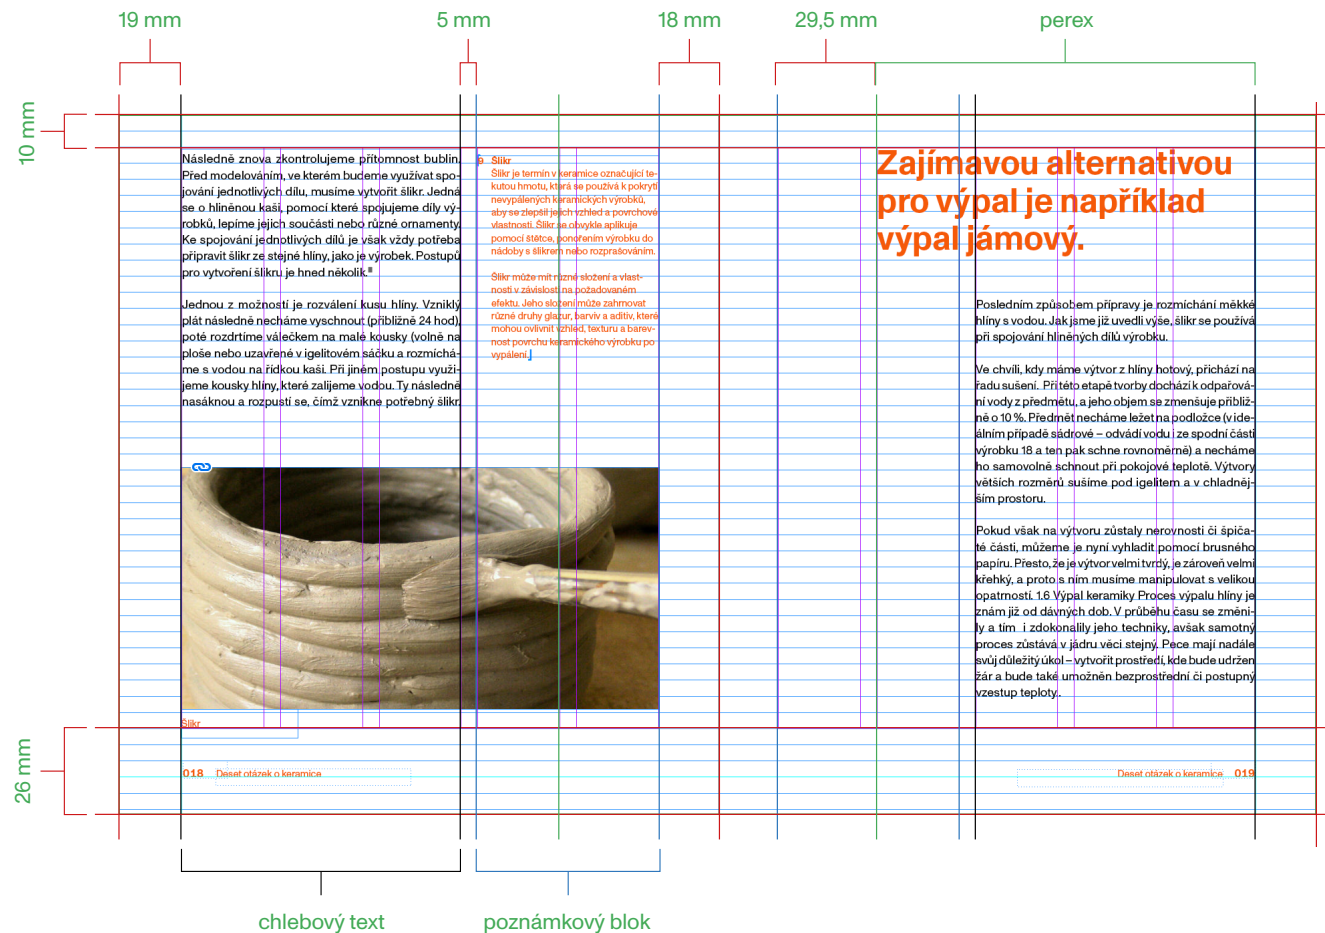 19 mm
5 mm
18 mm
29,5 mm
perex
10 mm
Následně znova zkontrolujeme přítomnost bublin.
Před modelováním, ve kterém budeme využívat spo-
jování jednotlivých dílu, musíme vytvořit šlikr. Jedná
se o hliněnou kaši, pomocí které spojujeme díly vý-
robků, lepíme jejich součásti nebo různé ornamenty.
Ke spojování jednotlivých dílů je však vždy potřeba
připravit šlikr ze stejné hlíny, jako je výrobek. Postupů
pro vytvoření šlikru je hned několik.
Jednou z možností je rozválení kusu hlíny. Vzniklý
plát následně necháme vyschnout (přibližně 24 hod),
poté rozdrtíme válečkem na malé kousky (volně na
ploše nebo uzavřené v igelitovém sáčku a rozmíchá-
me s vodou na řídkou kaši. Při jiném postupu využi-
jeme kousky hlíny, které zalijeme vodou. Ty následně
nasáknou a rozpustí se, čímž vznikne potřebný šlikr.
Šlikr
Šlikr je termín v keramice označující te-
kutou hmotu, která se používá k pokrytí
nevypálených keramických výrobků,
aby se zlepšil jejich vzhled a povrchové
vlastnosti. Šlikr se obvykle aplikuje
pomocí štětce, ponořením výrobku do
nádoby s šlikrem nebo rozprašováním.
Šlikr může mít různé složení a vlast-
nosti v závislosti na požadovaném
efektu. Jeho složení může zahrnovat
různé druhy glazur, barviv a aditiv, které
mohou ovlivnit vzhled, texturu a barev-
nost povrchu keramického výrobku po
vypálení.
Šlikr
018 Deset otázek o keramice
Zajímavou alternativou
pro výpal je například
výpal jámový.
Posledním způsobem přípravy je rozmíchání měkké
hlíny s vodou. Jak jsme již uvedli výše, šlikr se používá
při spojování hliněných dílů výrobku.
Ve chvíli, kdy máme výtvor z hlíny hotový, přichází na
řadu sušení. Při této etapě tvorby dochází k odpařová-
ní vody z předmětu, a jeho objem se zmenšuje přibliž-
ně o 10 %. Předmět necháme ležet na podložce (v ide-
álním případě sádrové – odvádí vodu i ze spodní části
výrobku 18 a ten pak schne rovnoměrně) a necháme
ho samovolně schnout při pokojové teplotě. Výtvory
větších rozměrů sušíme pod igelitem a v chladněj-
ším prostoru.
Pokud však na výtvoru zůstaly nerovnosti či špiča-
té části, můžeme je nyní vyhladit pomocí brusného
papíru. Přesto, že je výtvor velmi tvrdý, je zároveň velmi
křehký, a proto s ním musíme manipulovat s velikou
opatrností. 1.6 Výpal keramiky Proces výpalu hlíny je
znám již od dávných dob. V průběhu času se změni-
ly a tím i zdokonalily jeho techniky, avšak samotný
proces zůstává v jádru věci stejný. Pece mají nadále
svůj důležitý úkol – vytvořit prostředí, kde bude udržen
žár a bude také umožněn bezprostřední či postupný
vzestup teploty..
Deset otázek o keramice 019
26 mm
chlebový text
poznámkový blok